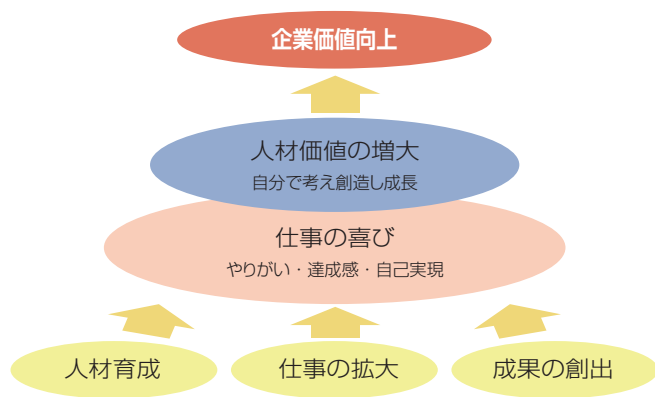 企業価値向上
人材価値の増大
自分で考え創造し成長
仕事の喜び
やりがい・達成感・自己実現
人材育成
仕事の拡大
成果の創出